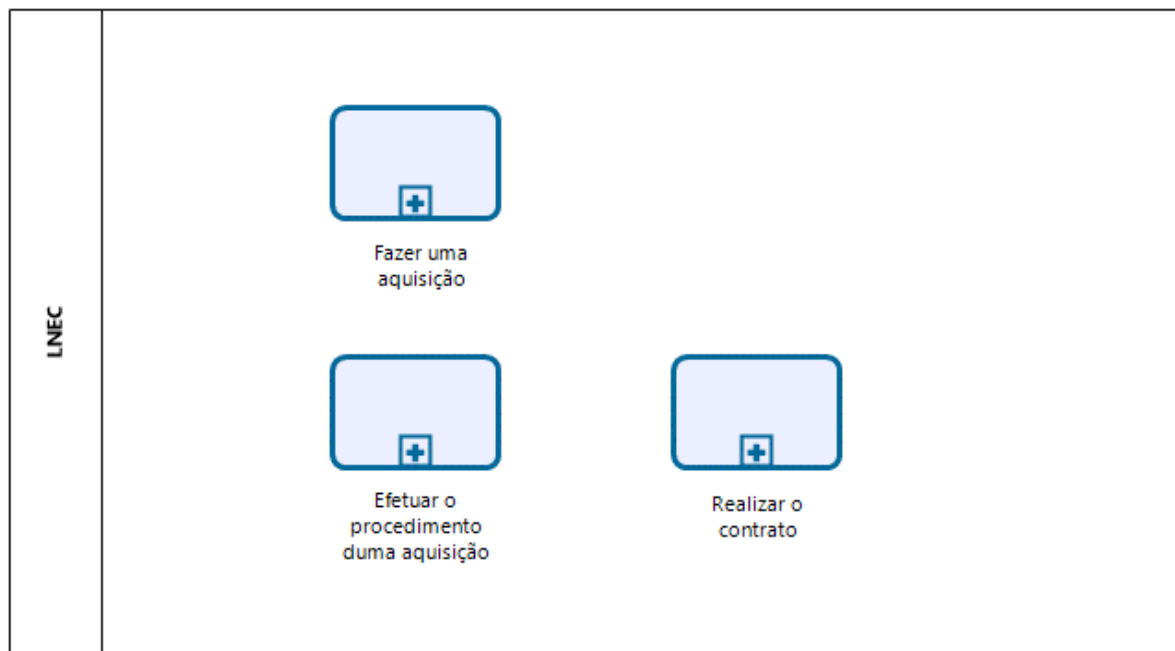 LNEC
Fazer uma
aquisição
Efetuar o
procedimento
duma aquisição
Realizar o
contrato